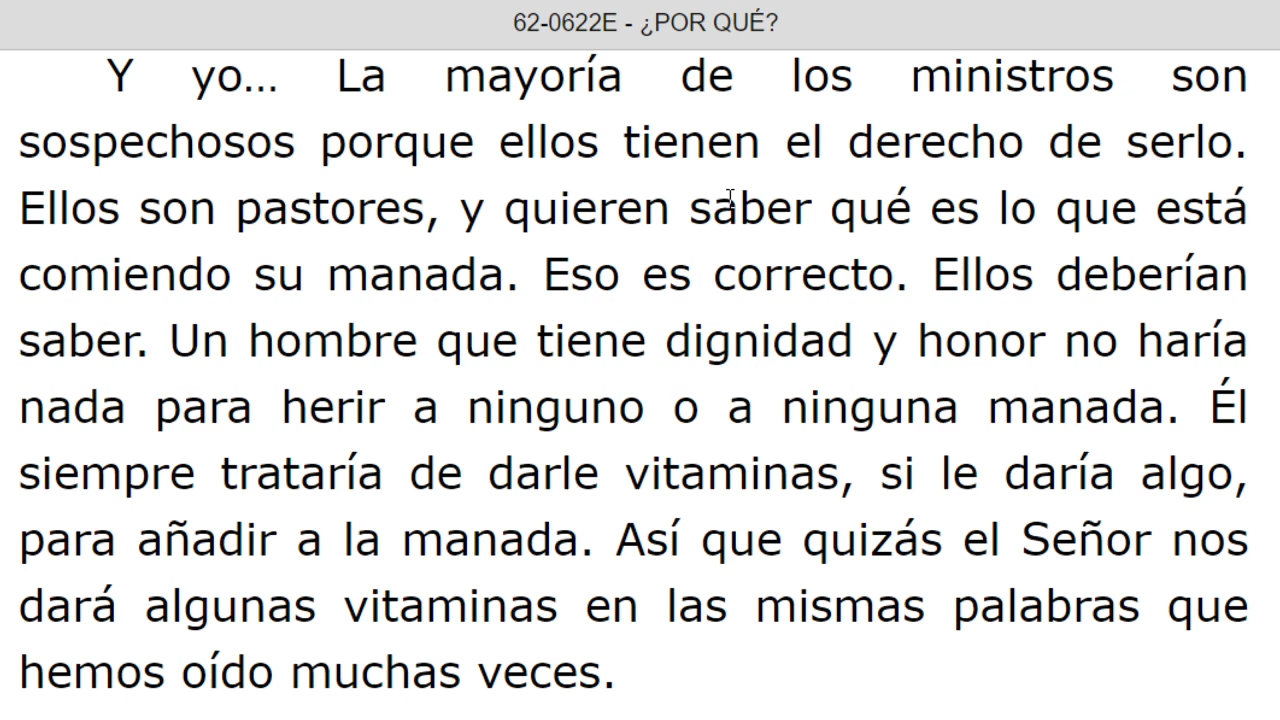 62-0622E - ¿POR QUÉ?
Y yo... La mayoría de los ministros son
sospechosos porque ellos tienen el derecho de serlo.
Ellos son pastores, y quieren saber qué es lo que está
comiendo su manada. Eso es correcto. Ellos deberían
saber. Un hombre que tiene dignidad y honor no haría
nada para herir a ninguno o a ninguna manada. Él
siempre trataría de darle vitaminas, si le daría algo,
para añadir a la manada. Así que quizás el Señor nos
dará algunas vitaminas en las mismas palabras que
hemos oído muchas veces.